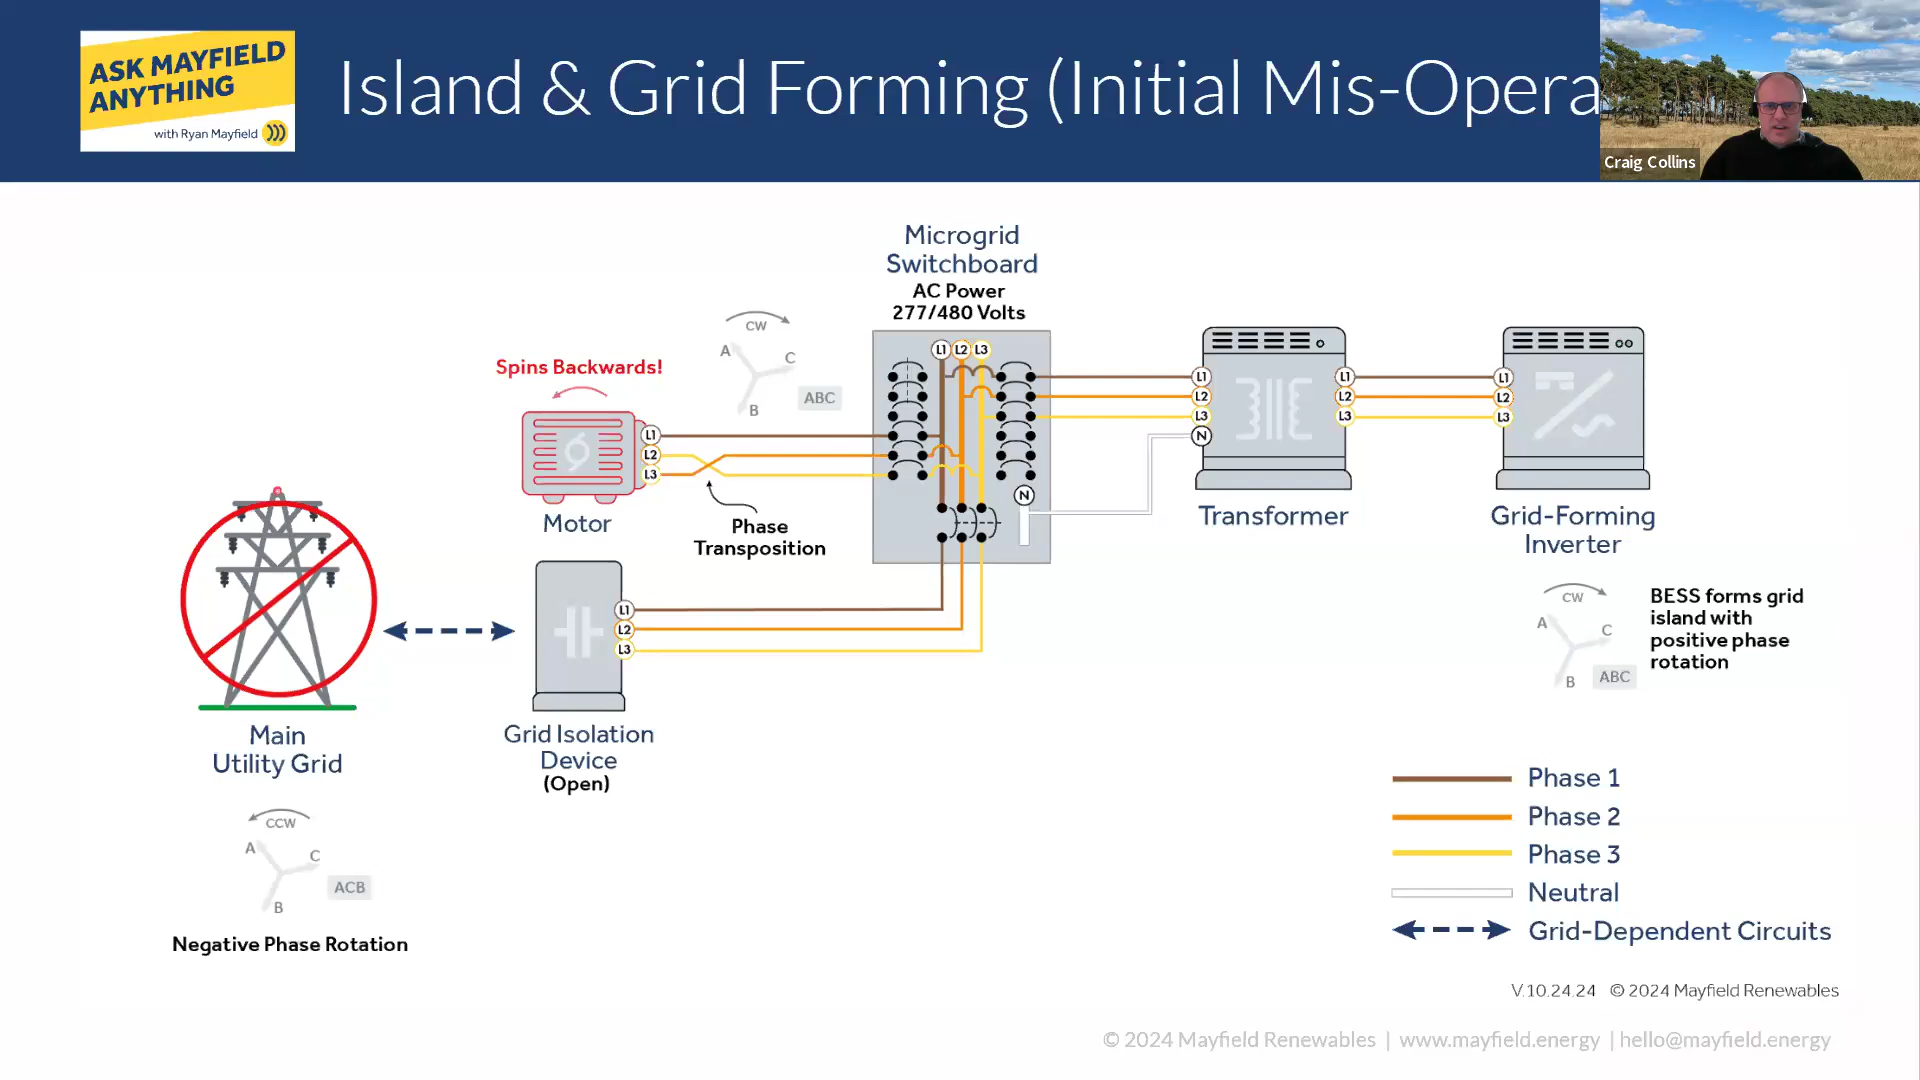 ASK MAYFIELD
ANYTHING
with Ryan Mayfield
Island & Grid Forming (Initial Mis-Opera
Craig Collins
Microgrid
Switchboard
AC Power
277/480 Volts
CW
A
C
B
ABC
Spins Backwards!
L1
L2
L3
Motor
Phase
Transposition
L1 L2 L3
N
L1
L2
L3
N
L1
L2
L3
Transformer
L1
L2
L3
Grid-Forming
Inverter
CW
A
C
B
ABC
BESS forms grid
island with
positive phase
rotation
L1
L2
L3
Grid Isolation
Device
(Open)
Main
Utility Grid
CCW
A
C
B
ACB
Negative Phase Rotation
Phase 1
Phase 2
Phase 3
Neutral
Grid-Dependent Circuits
V.10.24.24 © 2024 Mayfield Renewables
© 2024 Mayfield Renewables | www.mayfield.energy | hello@mayfield.energy